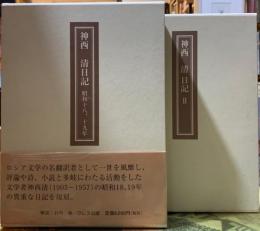 神西 清日記 昭和十八、十九年
ロシア文学の名翻訳者として一世を風靡し、
評論や詩、小説と多岐にわたる活動をした
文学者神西清(1903〜1957)の昭和18,19年
の貴重な日記を復刻。
神西 清日記 Ⅱ